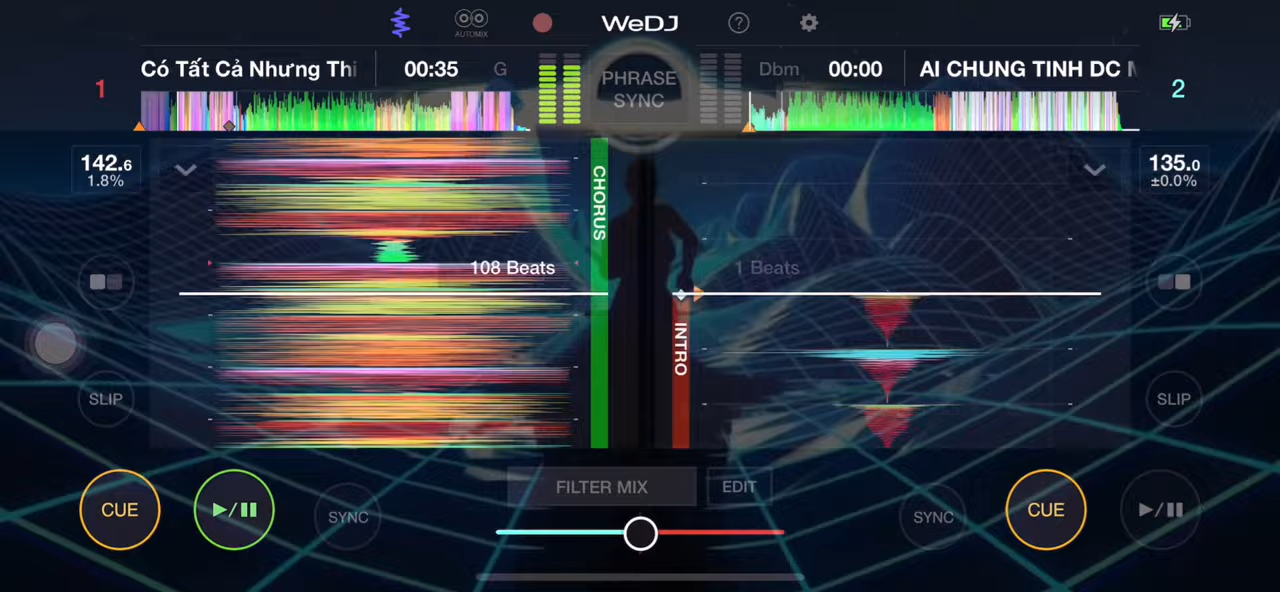 WeDJ
AUTOMIX
?
1
Có Tất Cả Nhưng Thi
00:35
G
PHRASE
SYNC
Dbm
00:00
AI CHUNG TINH DC
2
142.6
1.8%
135.0
±0.0%
CHORUS
108 Beats
1 Beats
INTRO
SLIP
SLIP
FILTER MIX
EDIT
CUE
SYNC
SYNC
CUE